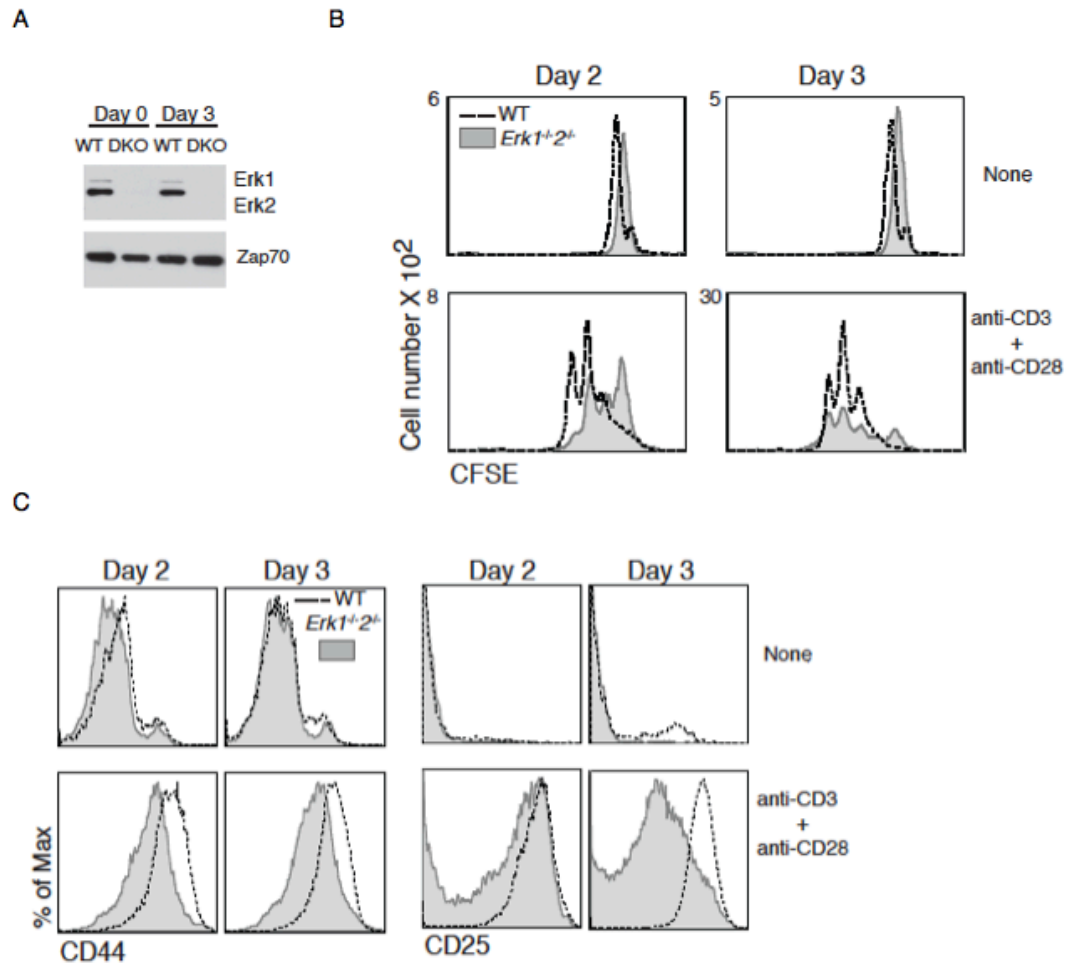 A
Day 0 Day 3
WT DKO WT DKO
Erk1
Erk2
Zap70
B
Day 2 Day 3
6 5
WT
Erk1-/-2-/-
None
8 30
anti-CD3
+
anti-CD28
Cell number X 10²
CFSE
C
Day 2 Day 3 Day 2 Day 3
WT
Erk1-/-2-/-
None
anti-CD3
+
anti-CD28
% of Max
CD44 CD25